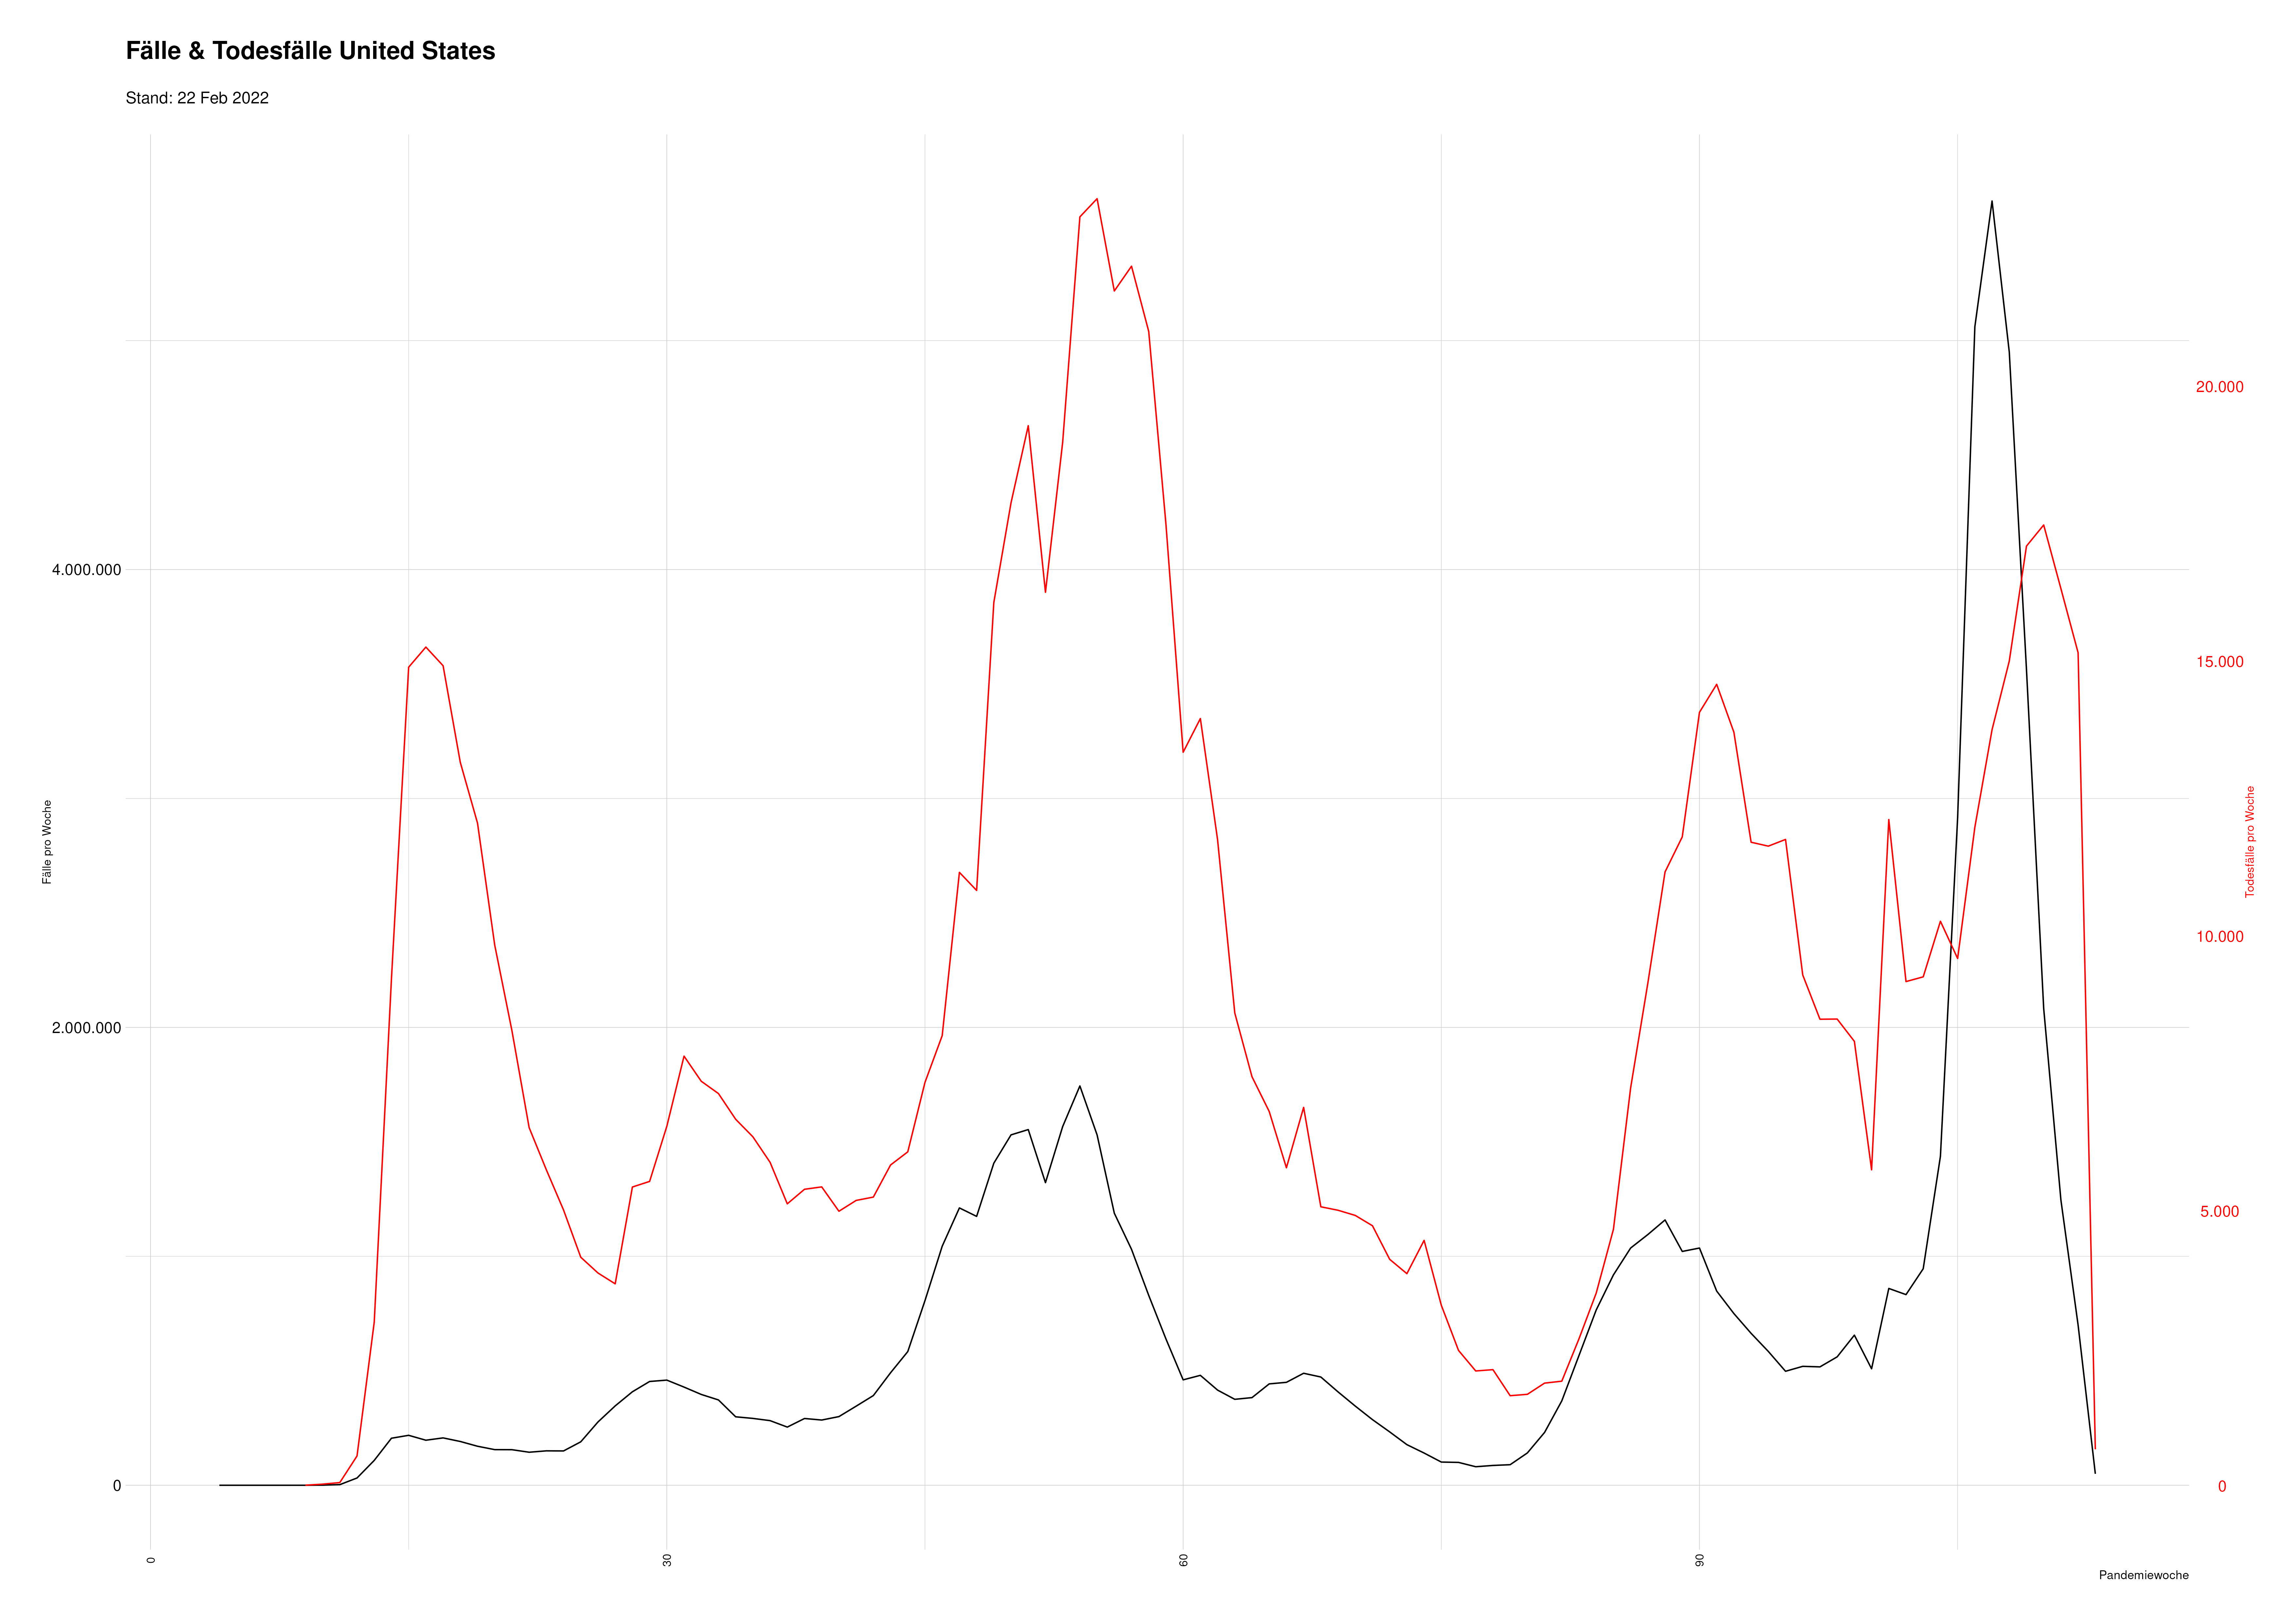 Fälle & Todesfälle United States
Stand: 22 Feb 2022
Fälle pro Woche
4.000.000
2.000.000
0
20.000
15.000
10.000
5.000
0
Todesfälle pro Woche
0
30
60
90
Pandemiewoche